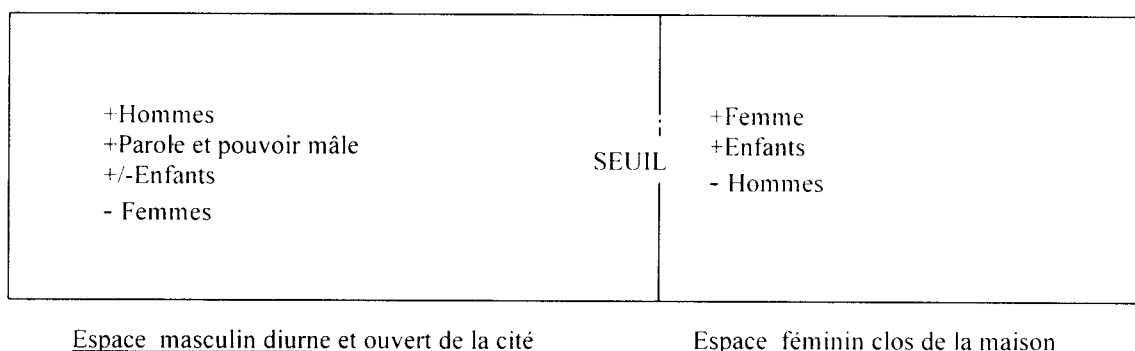 +Hommes
+Parole et pouvoir mâle
+/-Enfants
- Femmes
SEUIL
+Femme
+Enfants
- Hommes
Espace masculin diurne et ouvert de la cité
Espace féminin clos de la maison